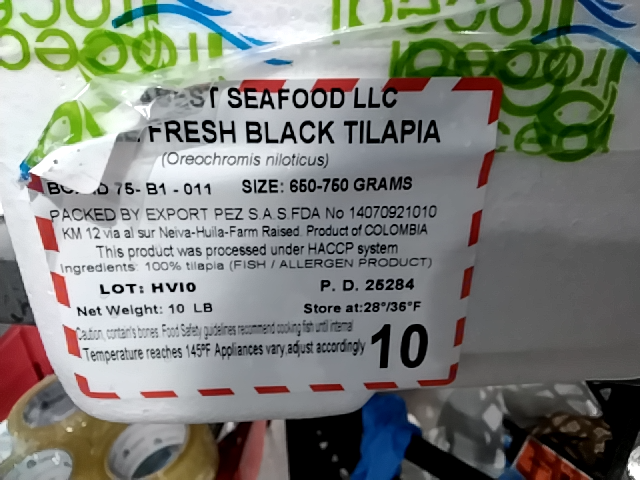 SEAFOOD LLC
FRESH BLACK TILAPIA
(Oreochromis niloticus)
75- B1 - 011 SIZE: 650-750 GRAMS
PACKED BY EXPORT PEZ S.A.S.FDA No 14070921010
KM 12 via al sur Neiva-Huila-Farm Raised. Product of COLOMBIA
This product was processed under HACCP system
Ingredients: 100% tilapia (FISH / ALLERGEN PRODUCT)
LOT: HVI0 P. D. 25284
Net Weight: 10 LB Store at:28°/36°F
Caution, contain's bones. Food Safety guidelines recommend cooking fish until internal
Temperature reaches 145ºF Appliances vary,adjust accordingly 10